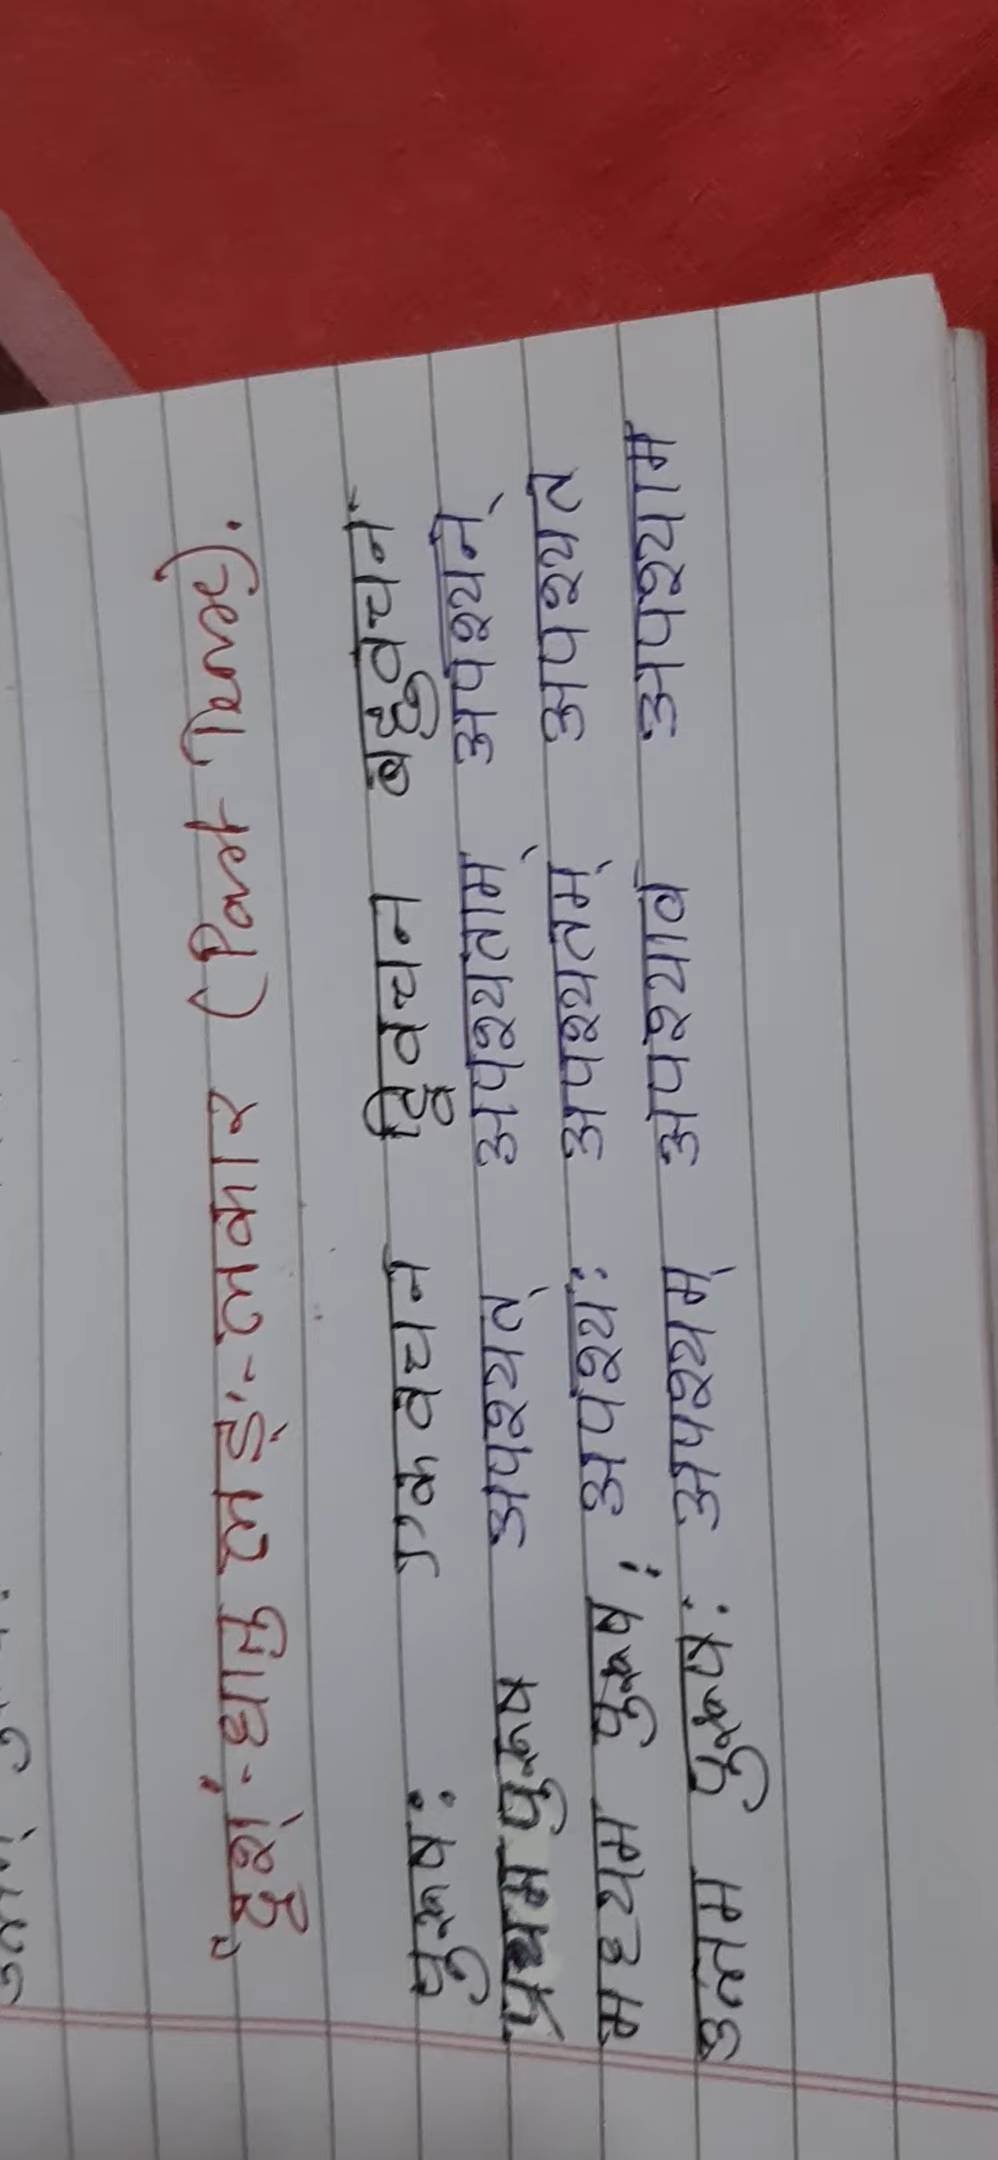 "दृश्" - धातु लङ्-लकार (Past Tense).
पुरुष: एकवचन द्विवचन बहुवचन
प्रथम पुरुष अपश्यत् अपश्यताम् अपश्यन्
मध्यम पुरुष: अपश्य: अपश्यतम् अपश्यत
उत्तम पुरुष: अपश्यम् अपश्याव अपश्याम